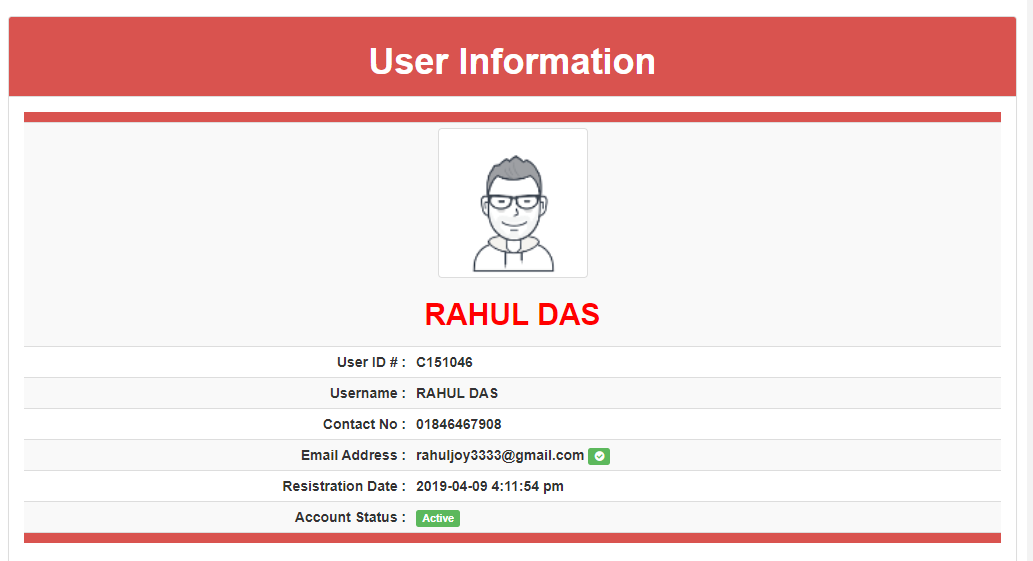 User Information
RAHUL DAS
User ID # : C151046
Username : RAHUL DAS
Contact No : 01846467908
Email Address : rahuljoy3333@gmail.com
Resistration Date : 2019-04-09 4:11:54 pm
Account Status : Active